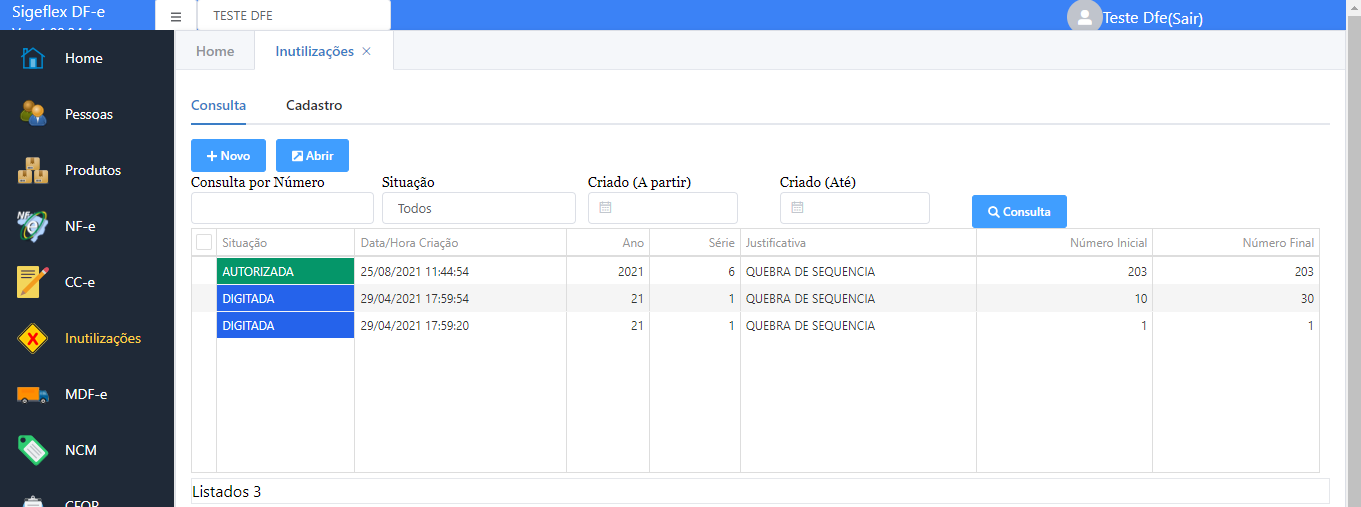 Sigeflex DF-e
TESTE DFE
Teste Dfe(Sair)
Home
Pessoas
Produtos
NF-e
CC-e
Inutilizações
MDF-e
NCM
CFOP
Home
Inutilizações
Consulta
Cadastro
Novo
Abrir
Consulta por Número
Situação
Criado (A partir)
Criado (Até)
Todos
Consulta
Situação Data/Hora Criação Ano Série Justificativa Número Inicial Número Final
AUTORIZADA 25/08/2021 11:44:54 2021 6 QUEBRA DE SEQUENCIA 203 203
DIGITADA 29/04/2021 17:59:54 21 1 QUEBRA DE SEQUENCIA 10 30
DIGITADA 29/04/2021 17:59:20 21 1 QUEBRA DE SEQUENCIA 1 1
Listados 3